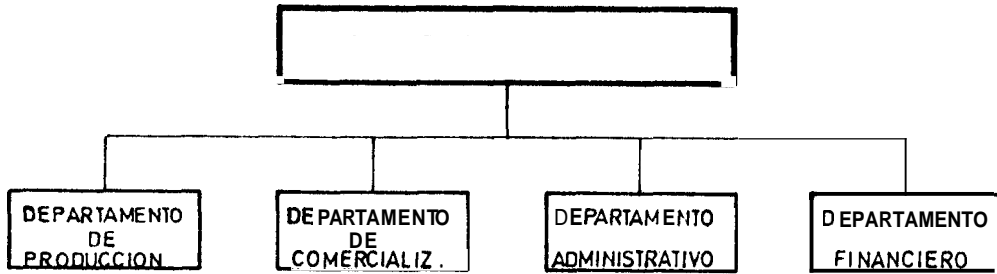 DEPARTAMENTO
DE
PRODUCCION
DEPARTAMENTO
DE
COMERCIALIZ.
DEPARTAMENTO
ADMINISTRATIVO
DEPARTAMENTO
FINANCIERO